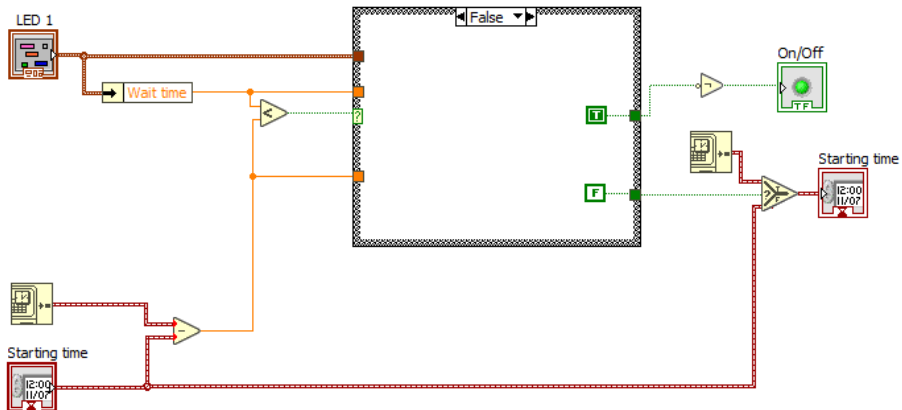 LED 1
False
On/Off
Wait time
<
?
T
TF
Starting time
F
?
T
F
12:00
11/07
-
Starting time
12:00
11/07